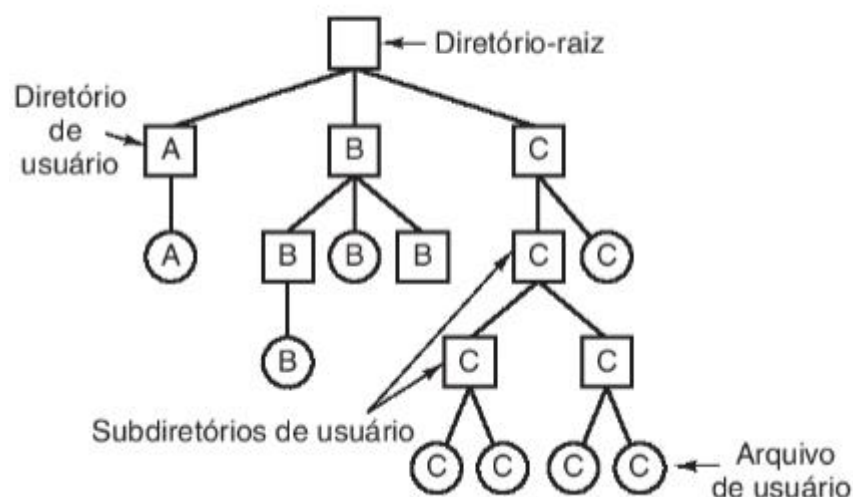 Diretório-raiz
Diretório
de
usuário
A B C
A B B B C C
B C C
Subdiretórios de usuário
C C C C
Arquivo
de usuário